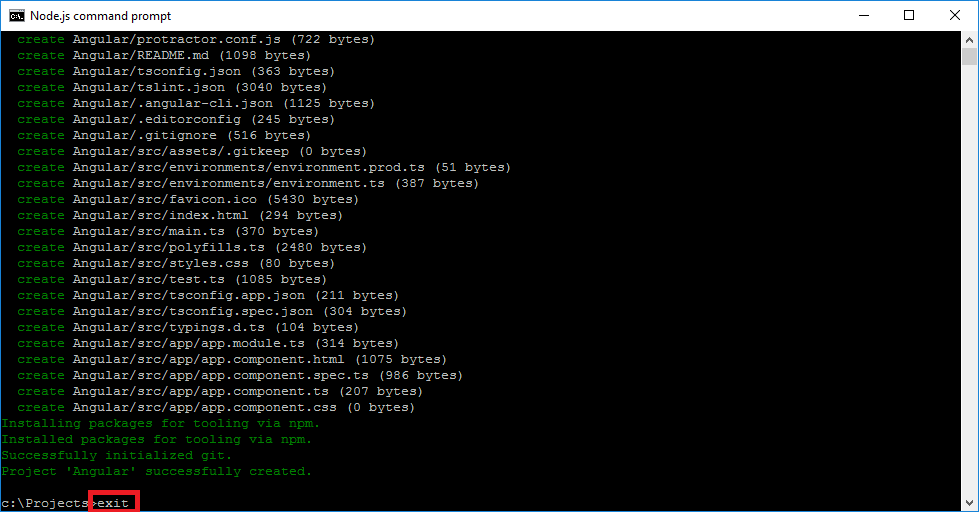 Node.js command prompt
create Angular/protractor.conf.js (722 bytes)
create Angular/README.md (1098 bytes)
create Angular/tsconfig.json (363 bytes)
create Angular/tslint.json (3040 bytes)
create Angular/.angular-cli.json (1125 bytes)
create Angular/.editorconfig (245 bytes)
create Angular/.gitignore (516 bytes)
create Angular/src/assets/.gitkeep (0 bytes)
create Angular/src/environments/environment.prod.ts (51 bytes)
create Angular/src/environments/environment.ts (387 bytes)
create Angular/src/favicon.ico (5430 bytes)
create Angular/src/index.html (294 bytes)
create Angular/src/main.ts (370 bytes)
create Angular/src/polyfills.ts (2480 bytes)
create Angular/src/styles.css (80 bytes)
create Angular/src/test.ts (1085 bytes)
create Angular/src/tsconfig.app.json (211 bytes)
create Angular/src/tsconfig.spec.json (304 bytes)
create Angular/src/typings.d.ts (104 bytes)
create Angular/src/app/app.module.ts (314 bytes)
create Angular/src/app/app.component.html (1075 bytes)
create Angular/src/app/app.component.spec.ts (986 bytes)
create Angular/src/app/app.component.ts (207 bytes)
create Angular/src/app/app.component.css (0 bytes)
Installing packages for tooling via npm.
Installed packages for tooling via npm.
Successfully initialized git.
Project 'Angular' successfully created.
c:\Projects>exit